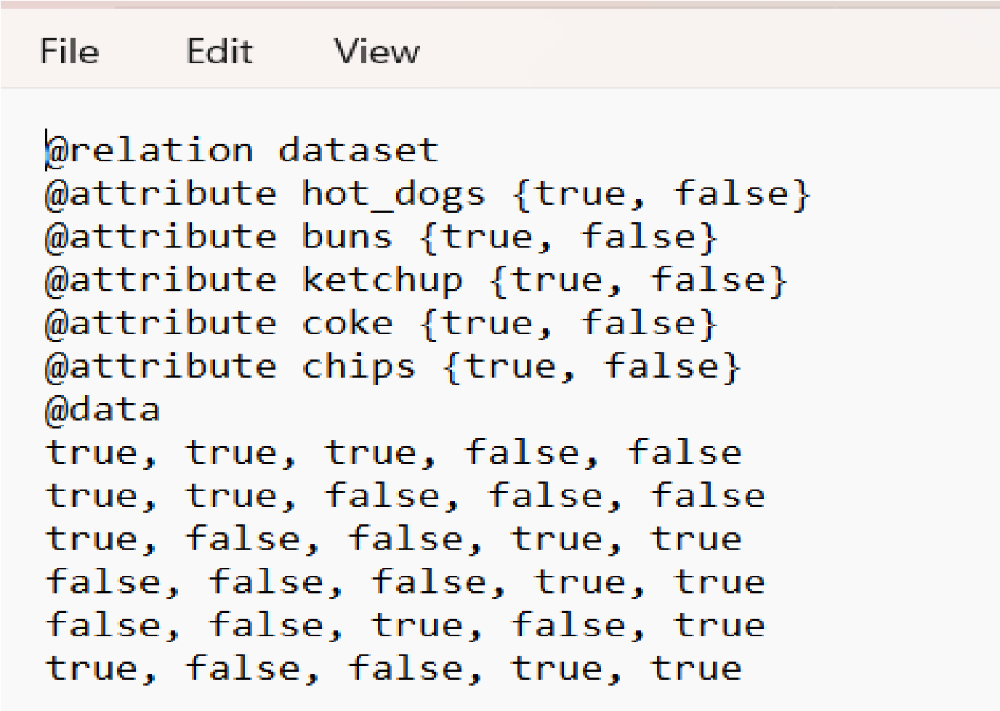 File Edit View
@relation dataset
@attribute hot_dogs {true, false}
@attribute buns {true, false}
@attribute ketchup {true, false}
@attribute coke {true, false}
@attribute chips {true, false}
@data
true, true, true, false, false
true, true, false, false, false
true, false, false, true, true
false, false, false, true, true
false, false, true, false, true
true, false, false, true, true